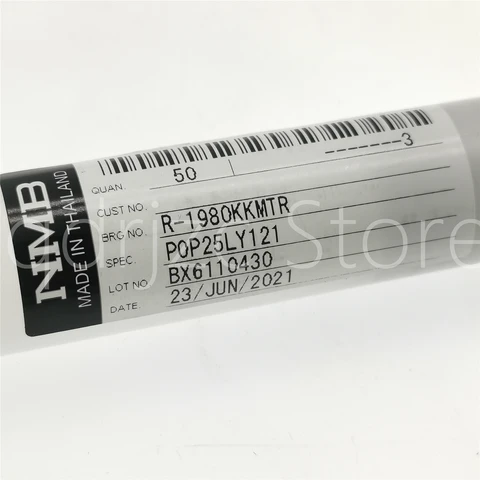 NMB
MADE IN THAILAND
QUAN. 50 -------3
CUST NO.
BRG NO. R-1980KKMTR
SPEC. P0P25LY121
LOT NO. BX6110430
DATE. 23/JUN/2021
Store